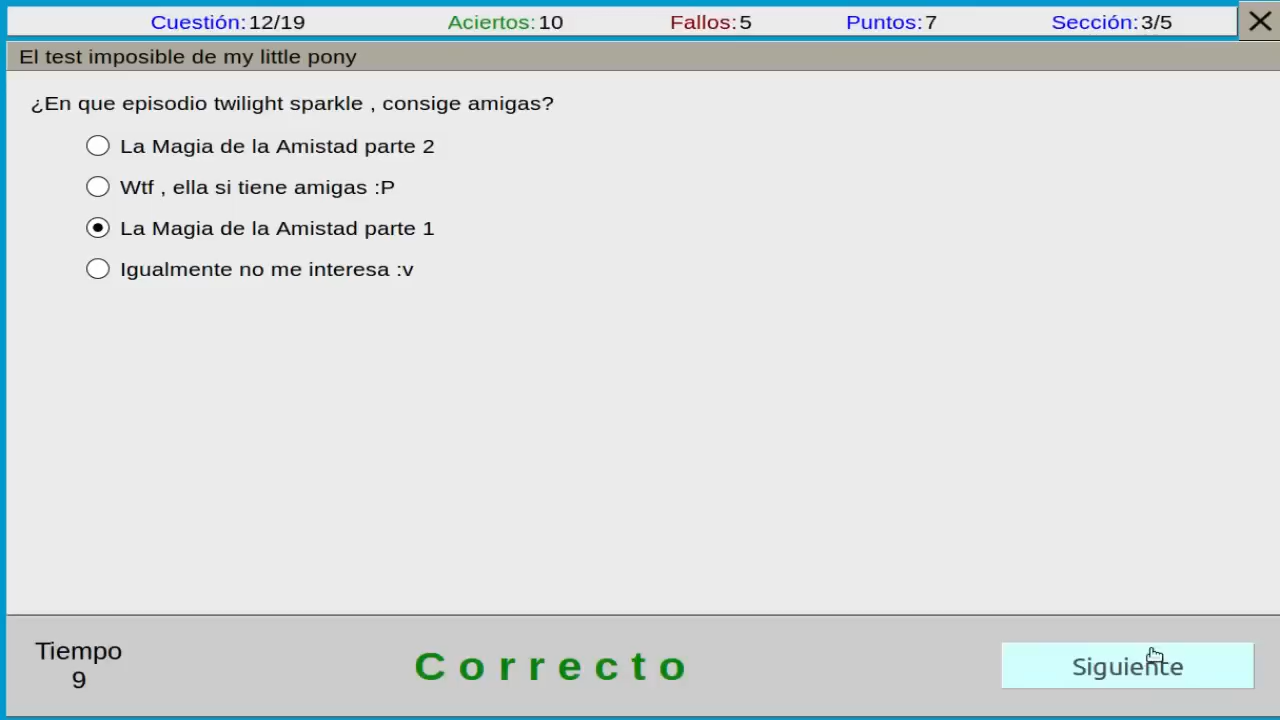 Cuestión:12/19 Aciertos:10 Fallos:5 Puntos:7 Sección:3/5
El test imposible de my little pony
¿En que episodio twilight sparkle , consige amigas?
La Magia de la Amistad parte 2
Wtf , ella si tiene amigas :P
La Magia de la Amistad parte 1
Igualmente no me interesa :v
Tiempo
9
Correcto
Siguiente